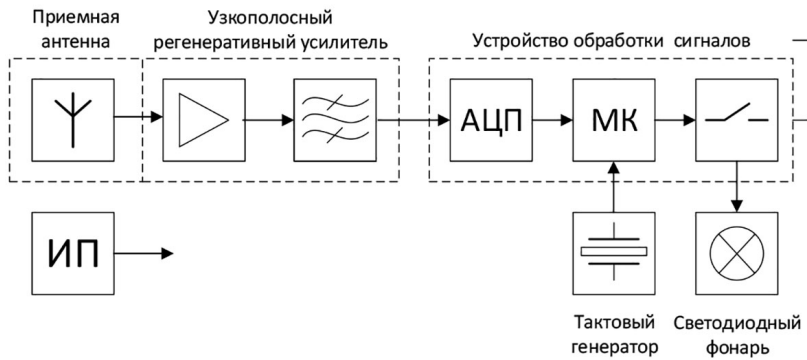 Приемная
антенна
Узкополосный
регенеративный усилитель
Устройство обработки сигналов
АЦП
МК
ИП
Тактовый
генератор
Светодиодный
фонарь